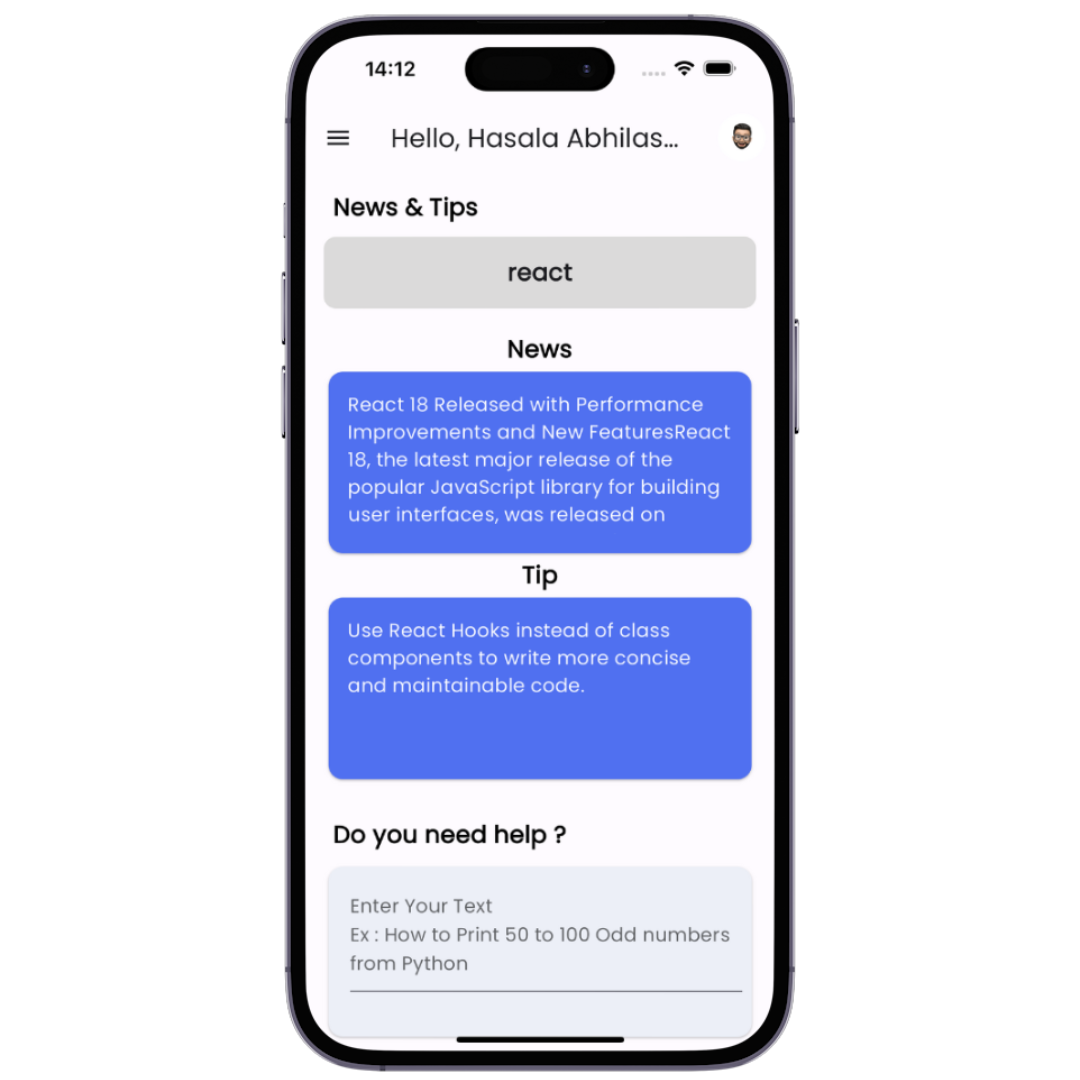 14:12
Hello, Hasala Abhilas...
News & Tips
react
News
React 18 Released with Performance
Improvements and New FeaturesReact
18, the latest major release of the
popular JavaScript library for building
user interfaces, was released on
Tip
Use React Hooks instead of class
components to write more concise
and maintainable code.
Do you need help ?
Enter Your Text
Ex : How to Print 50 to 100 Odd numbers
from Python